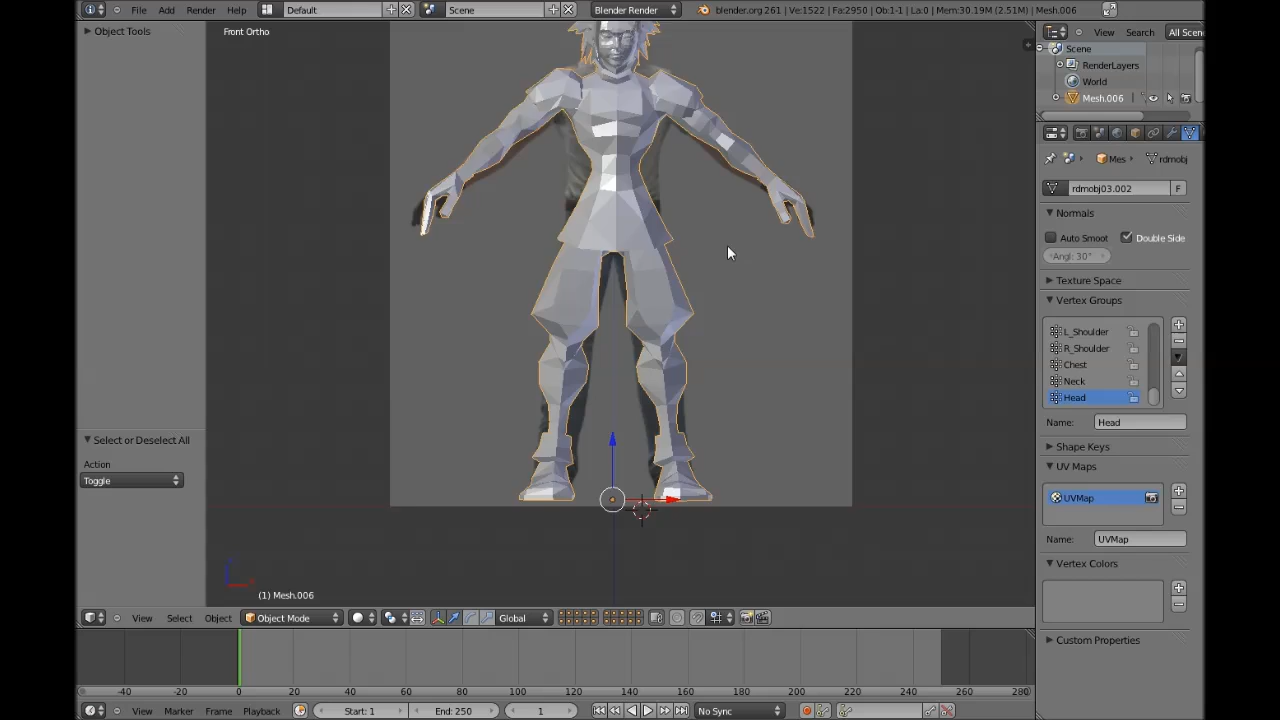 File Add Render Help Default Scene Blender Render blender.org 261 | Ve:1522 | Fa:2950 | Ob:1-1 | La:0 | Mem:30.19M (2.51M) | Mesh.006
Object Tools
Front Ortho
View Search All Scen
Scene
RenderLayers
World
Mesh.006
Mes rdmobj
rdmobj03.002 F
Normals
Auto Smoot Double Side
Angl: 30°
Texture Space
Vertex Groups
L_Shoulder
R_Shoulder
Chest
Neck
Head
Name: Head
Shape Keys
UV Maps
UVMap
Name: UVMap
Vertex Colors
Custom Properties
Select or Deselect All
Action
Toggle
(1) Mesh.006
View Select Object Object Mode Global
-40 -20 0 20 40 60 80 100 120 140 160 180 200 220 240 260 280
View Marker Frame Playback Start: 1 End: 250 1 No Sync